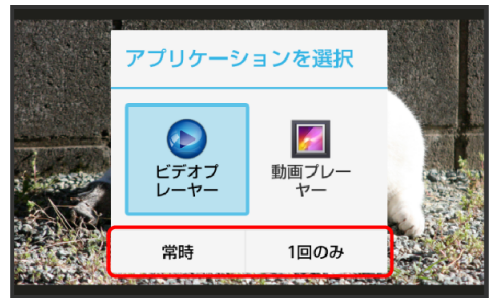 アプリケーションを選択
ビデオプ
レーヤー
動画プレー
ヤー
常時
1回のみ